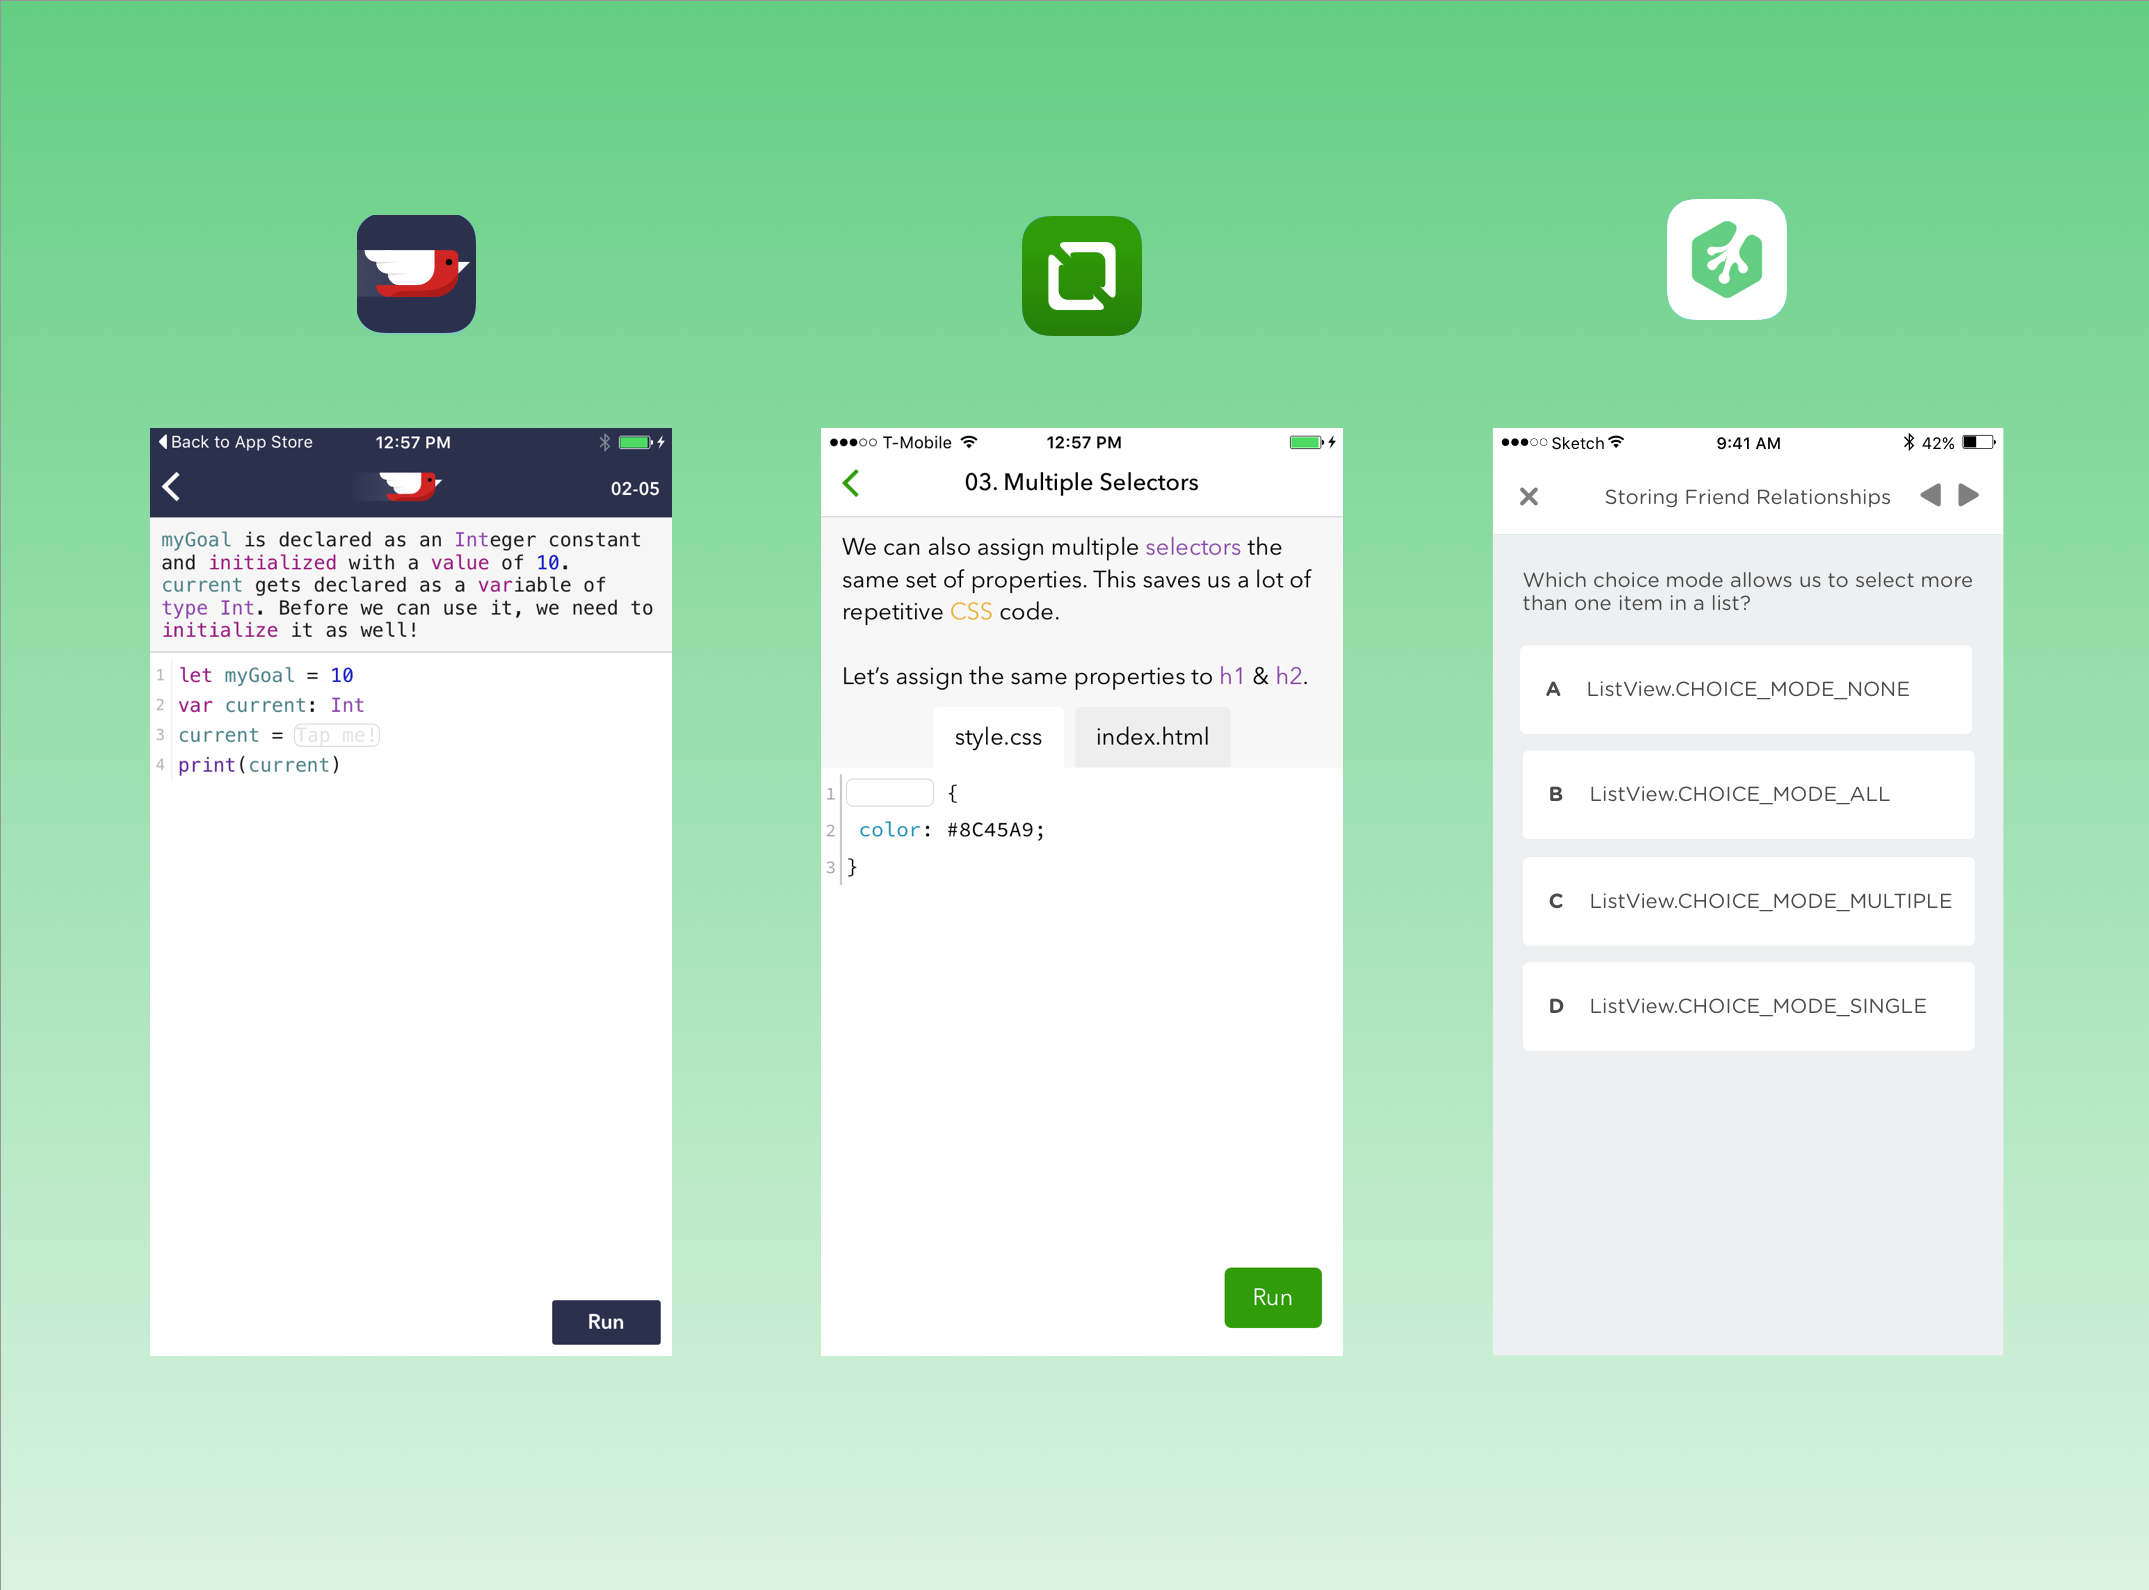 Back to App Store 12:57 PM
02-05
myGoal is declared as an Integer constant
and initialized with a value of 10.
current gets declared as a variable of
type Int. Before we can use it, we need to
initialize it as well!
1 let myGoal = 10
2 var current: Int
3 current = Tap me!
4 print(current)
Run
T-Mobile 12:57 PM
03. Multiple Selectors
We can also assign multiple selectors the
same set of properties. This saves us a lot of
repetitive CSS code.
Let’s assign the same properties to h1 & h2.
style.css index.html
1 {
2 color: #8C45A9;
3 }
Run
Sketch 9:41 AM 42%
Storing Friend Relationships
Which choice mode allows us to select more
than one item in a list?
A ListView.CHOICE_MODE_NONE
B ListView.CHOICE_MODE_ALL
C ListView.CHOICE_MODE_MULTIPLE
D ListView.CHOICE_MODE_SINGLE